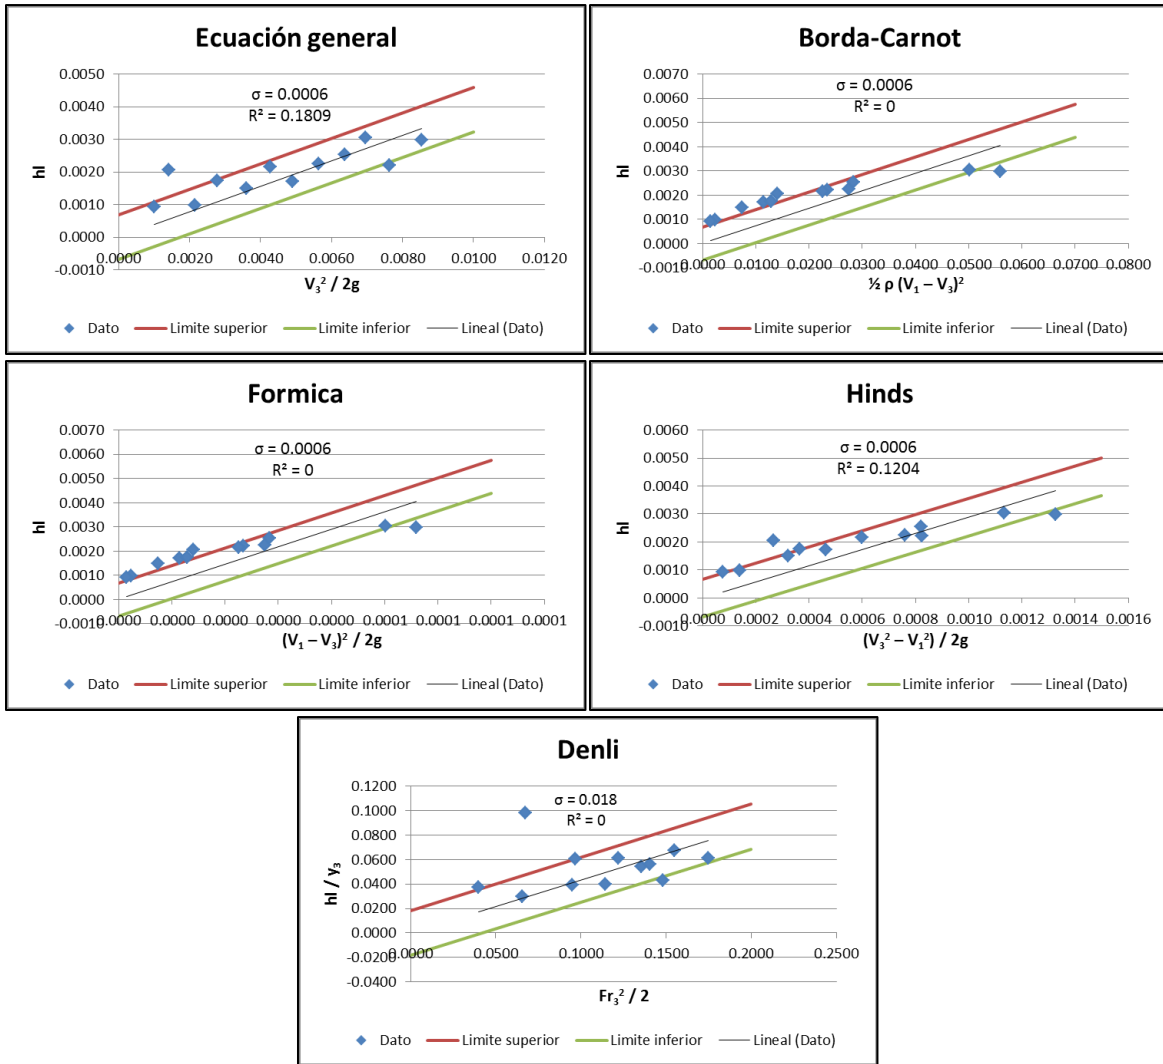 Ecuación general
σ = 0.0006
R² = 0.1809
hl
0.0050
0.0040
0.0030
0.0020
0.0010
0.0000
-0.0010
0.0000 0.0020 0.0040 0.0060 0.0080 0.0100 0.0120
V₃² / 2g
Dato Limite superior Limite inferior Lineal (Dato)
Borda-Carnot
σ = 0.0006
R² = 0
hl
0.0070
0.0060
0.0050
0.0040
0.0030
0.0020
0.0010
0.0000
-0.0010
0.0000 0.0100 0.0200 0.0300 0.0400 0.0500 0.0600 0.0700 0.0800
½ ρ (V₁ – V₃)²
Dato Limite superior Limite inferior Lineal (Dato)
Formica
σ = 0.0006
R² = 0
hl
0.0070
0.0060
0.0050
0.0040
0.0030
0.0020
0.0010
0.0000
-0.0010
0.0000 0.0000 0.0000 0.0000 0.0000 0.0001 0.0001 0.0001 0.0001
(V₁ – V₃)² / 2g
Dato Limite superior Limite inferior Lineal (Dato)
Hinds
σ = 0.0006
R² = 0.1204
hl
0.0060
0.0050
0.0040
0.0030
0.0020
0.0010
0.0000
-0.0010
0.0000 0.0002 0.0004 0.0006 0.0008 0.0010 0.0012 0.0014 0.0016
(V₃² – V₁²) / 2g
Dato Limite superior Limite inferior Lineal (Dato)
Denli
σ = 0.018
R² = 0
hl / y₃
0.1200
0.1000
0.0800
0.0600
0.0400
0.0200
0.0000
-0.0200
-0.0400
0.0000 0.0500 0.1000 0.1500 0.2000 0.2500
Fr₃² / 2
Dato Limite superior Limite inferior Lineal (Dato)